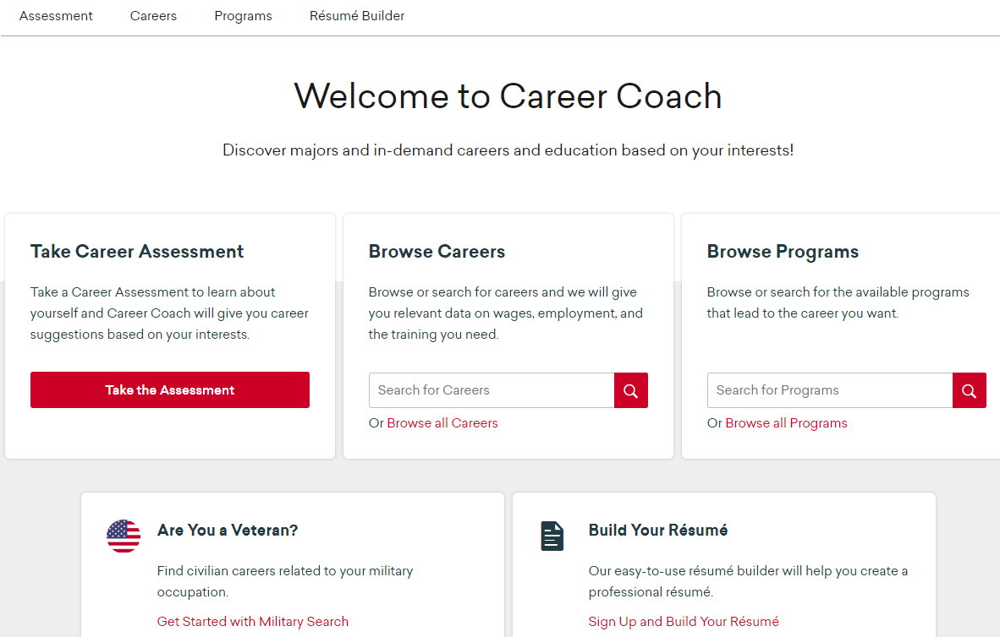 Assessment Careers Programs Résumé Builder
Welcome to Career Coach
Discover majors and in-demand careers and education based on your interests!
Take Career Assessment
Take a Career Assessment to learn about
yourself and Career Coach will give you career
suggestions based on your interests.
Take the Assessment
Browse Careers
Browse or search for careers and we will give
you relevant data on wages, employment, and
the training you need.
Search for Careers
Or Browse all Careers
Browse Programs
Browse or search for the available programs
that lead to the career you want.
Search for Programs
Or Browse all Programs
Are You a Veteran?
Find civilian careers related to your military
occupation.
Get Started with Military Search
Build Your Résumé
Our easy-to-use résumé builder will help you create a
professional résumé.
Sign Up and Build Your Résumé